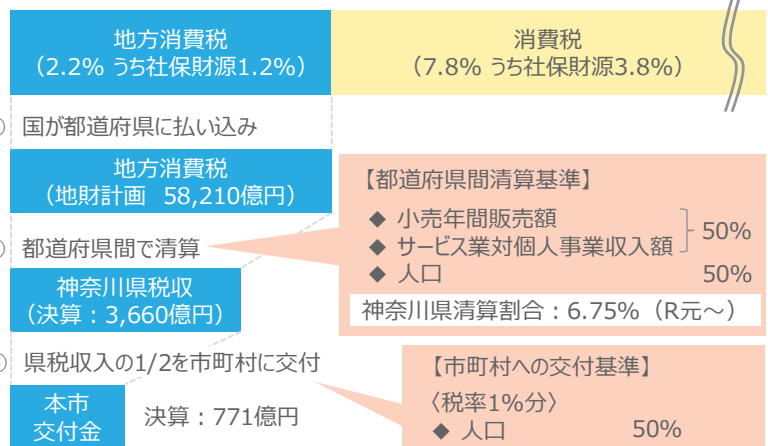 地方消費税
（2.2% うち社保財源1.2%）
消費税
（7.8% うち社保財源3.8%）
国が都道府県に払い込み
地方消費税
（地財計画 58,210億円）
【都道府県間清算基準】
◆ 小売年間販売額
◆ サービス業対個人事業収入額
50%
◆ 人口 50%
神奈川県清算割合：6.75%（R元～）
都道府県間で清算
神奈川県税収
（決算：3,660億円）
県税収入の1/2を市町村に交付
【市町村への交付基準】
〈税率1%分〉
◆ 人口 50%
本市
交付金
決算：771億円